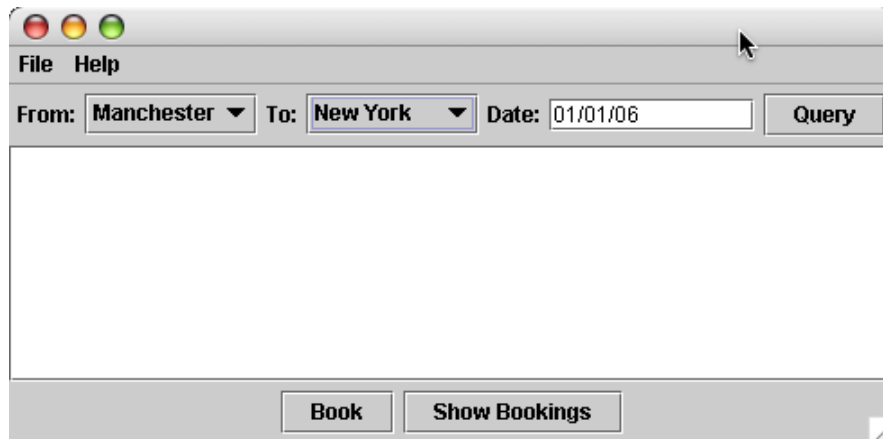 File Help
From: Manchester To: New York Date: 01/01/06 Query
Book Show Bookings